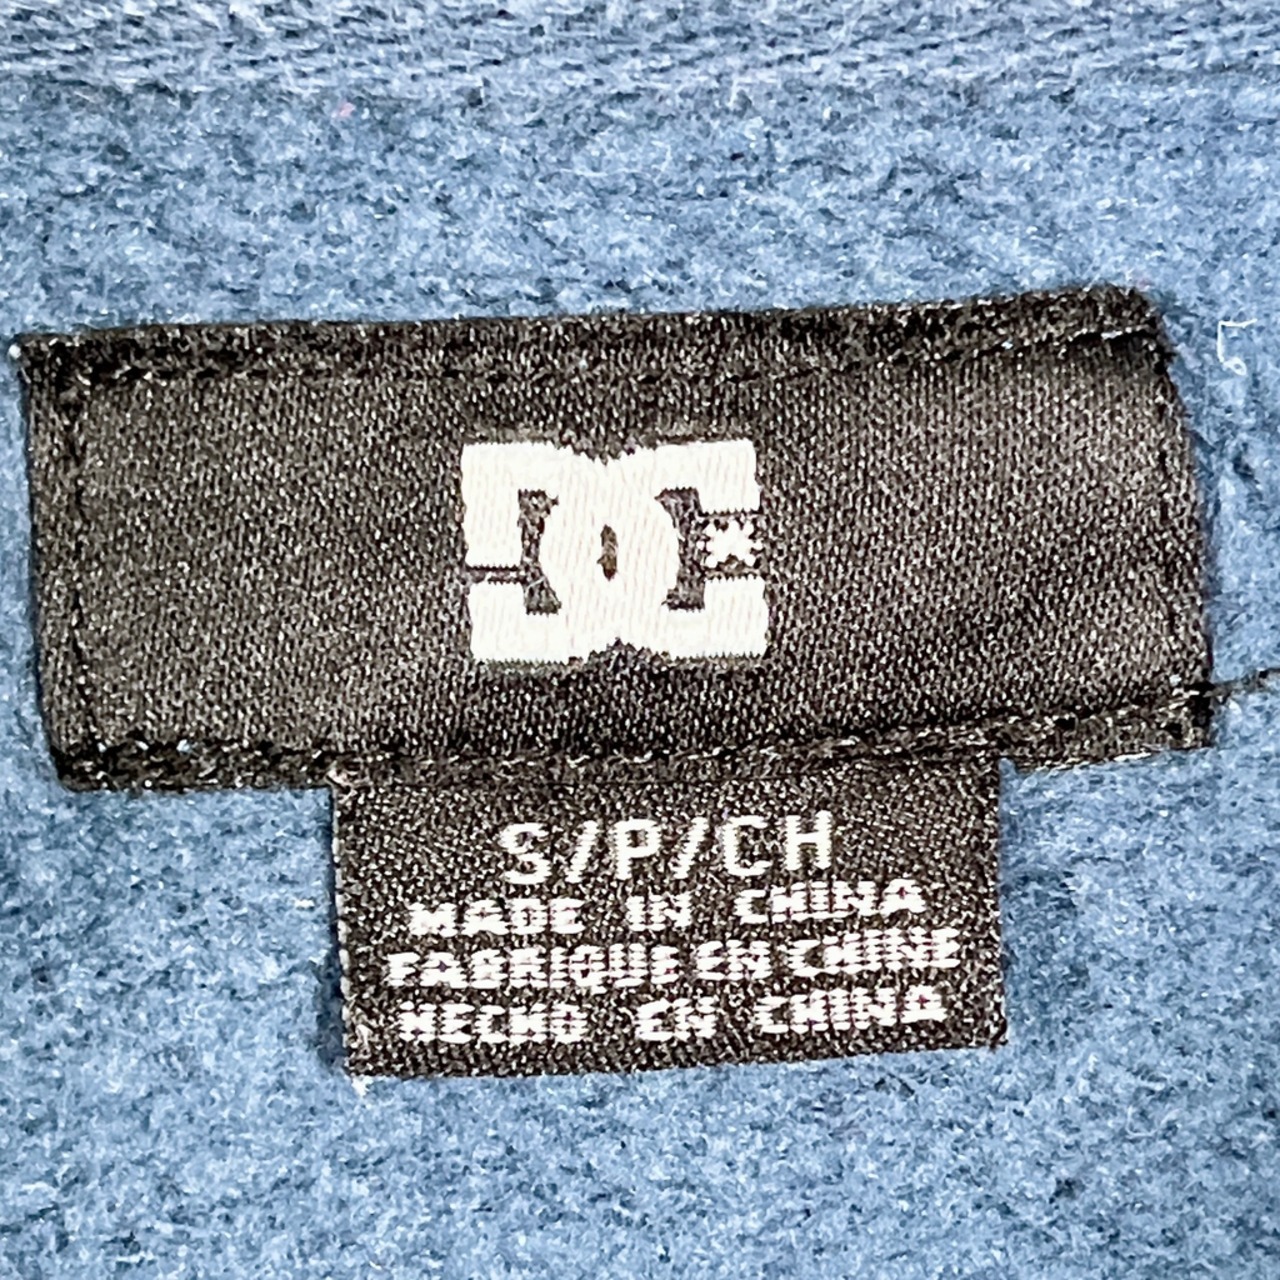 DC
S/P/CH
MADE IN CHINA
FABRIQUE EN CHINE
HECHO EN CHINA